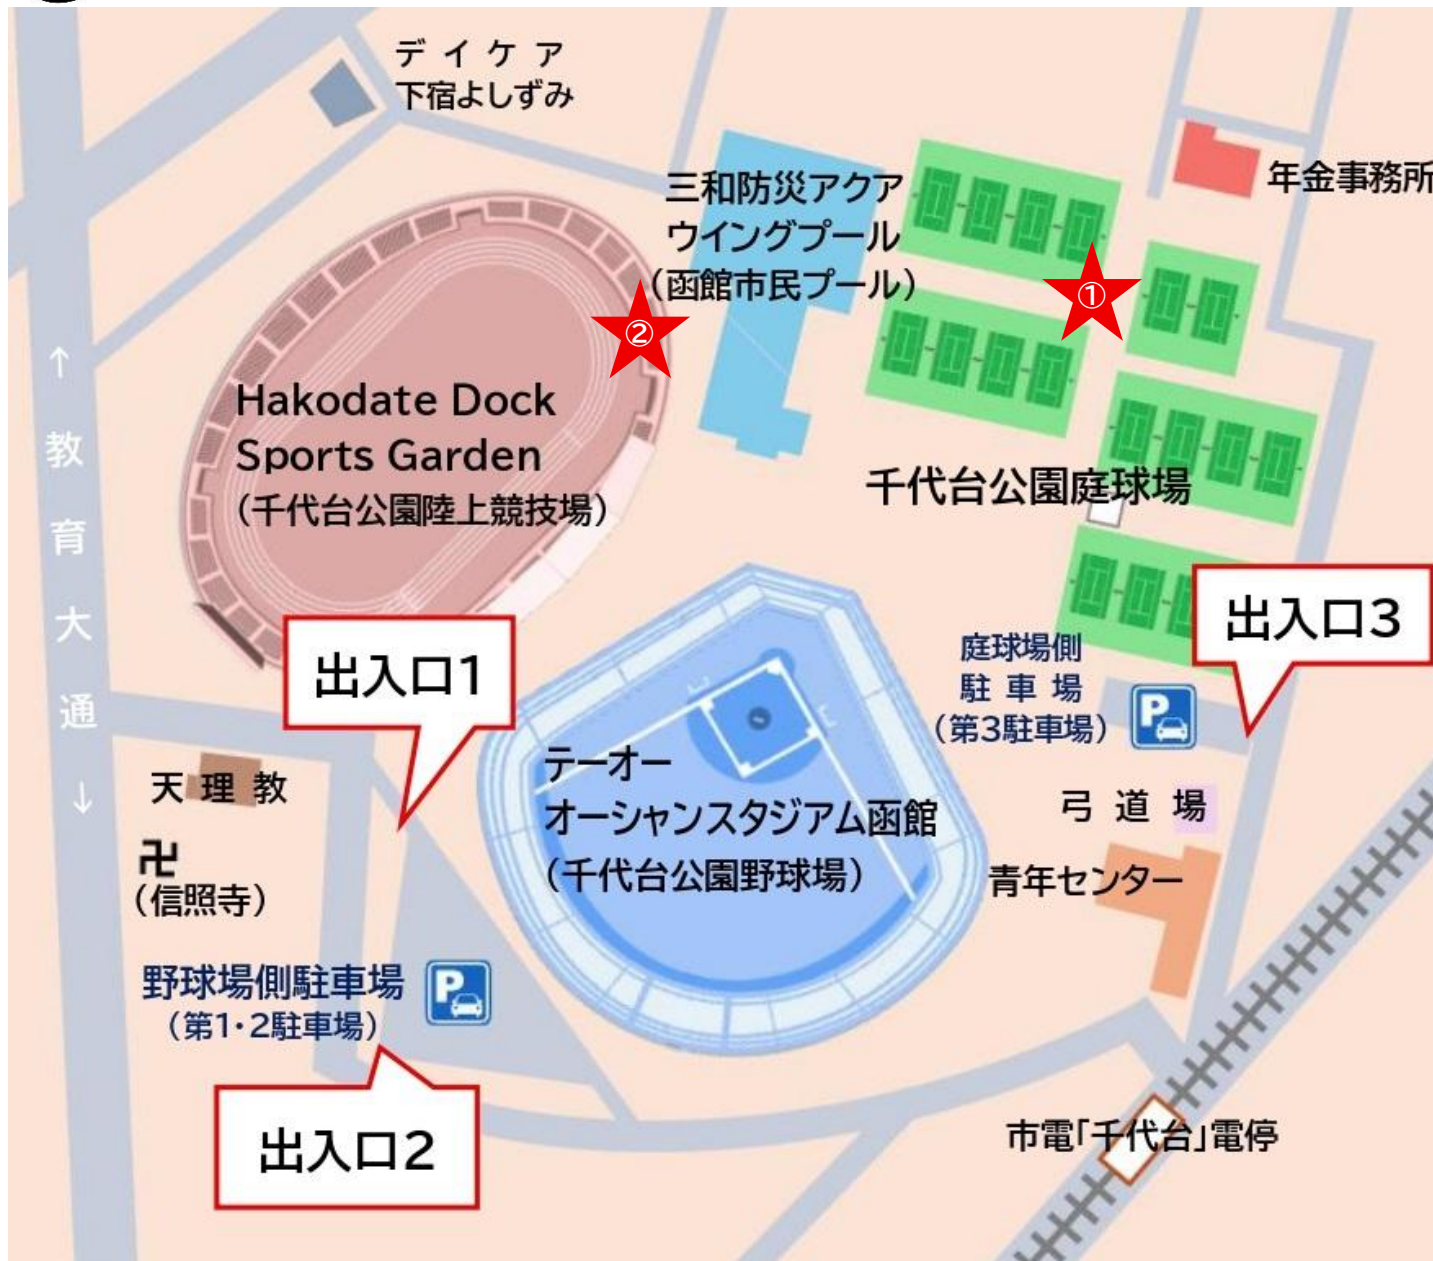 デイケア
下宿よしずみ
三和防災アクア
ウイングプール
(函館市民プール)
年金事務所
①
②
Hakodate Dock
Sports Garden
(千代台公園陸上競技場)
千代台公園庭球場
↑
教
育
大
通
↓
出入口1
出入口3
庭球場側
駐車場
(第3駐車場)
P
テーオー
オーシャンスタジアム函館
(千代台公園野球場)
天理教
卍
(信照寺)
弓道場
青年センター
野球場側駐車場
(第1・2駐車場)
P
出入口2
市電「千代台」電停